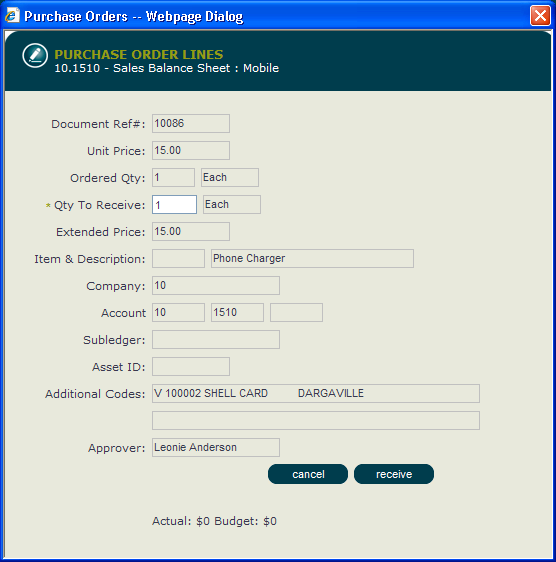 Purchase Orders -- Webpage Dialog
PURCHASE ORDER LINES
10.1510 - Sales Balance Sheet : Mobile
Document Ref#: 10086
Unit Price: 15.00
Ordered Qty: 1 Each
* Qty To Receive: 1 Each
Extended Price: 15.00
Item & Description: Phone Charger
Company: 10
Account 10 1510
Subledger:
Asset ID:
Additional Codes: V 100002 SHELL CARD DARGAVILLE
Approver: Leonie Anderson
cancel receive
Actual: $0 Budget: $0